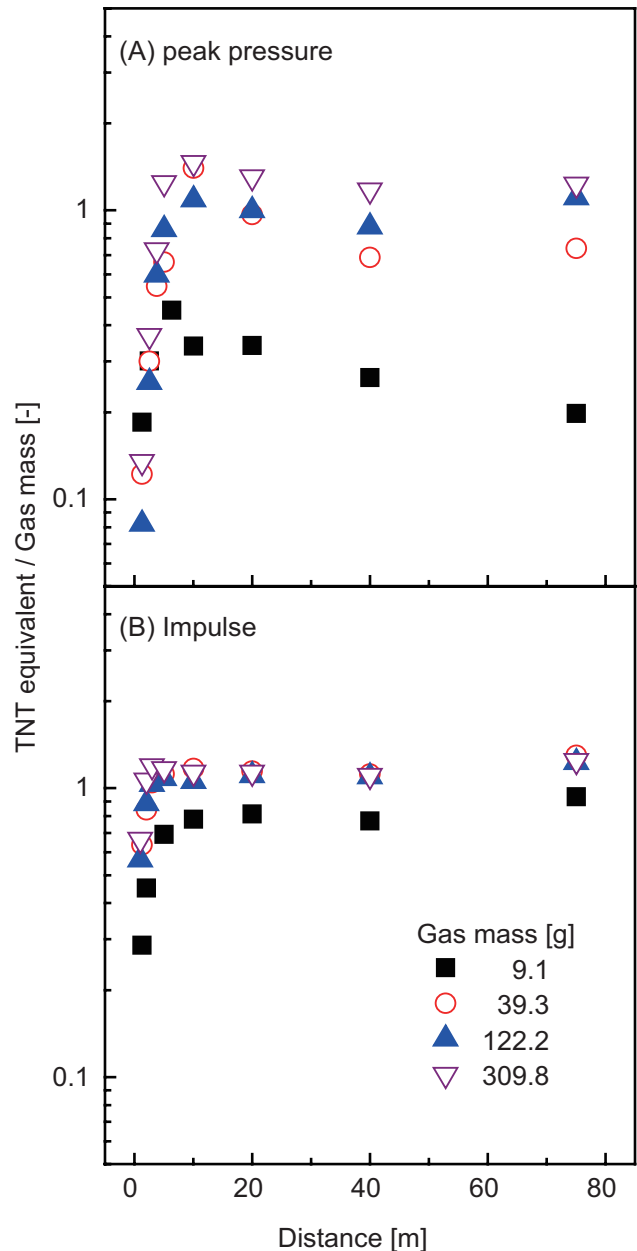 (A) peak pressure
1
0.1
TNT equivalent / Gas mass [-]
(B) Impulse
1
0.1
Gas mass [g]
9.1
39.3
122.2
309.8
0 20 40 60 80
Distance [m]